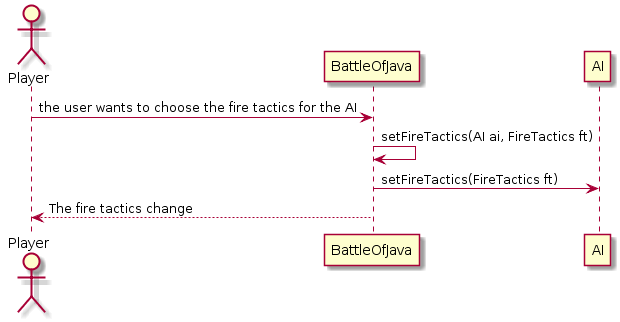 Player
BattleOfJava
AI
the user wants to choose the fire tactics for the AI
setFireTactics(AI ai, FireTactics ft)
setFireTactics(FireTactics ft)
The fire tactics change
Player
BattleOfJava
AI